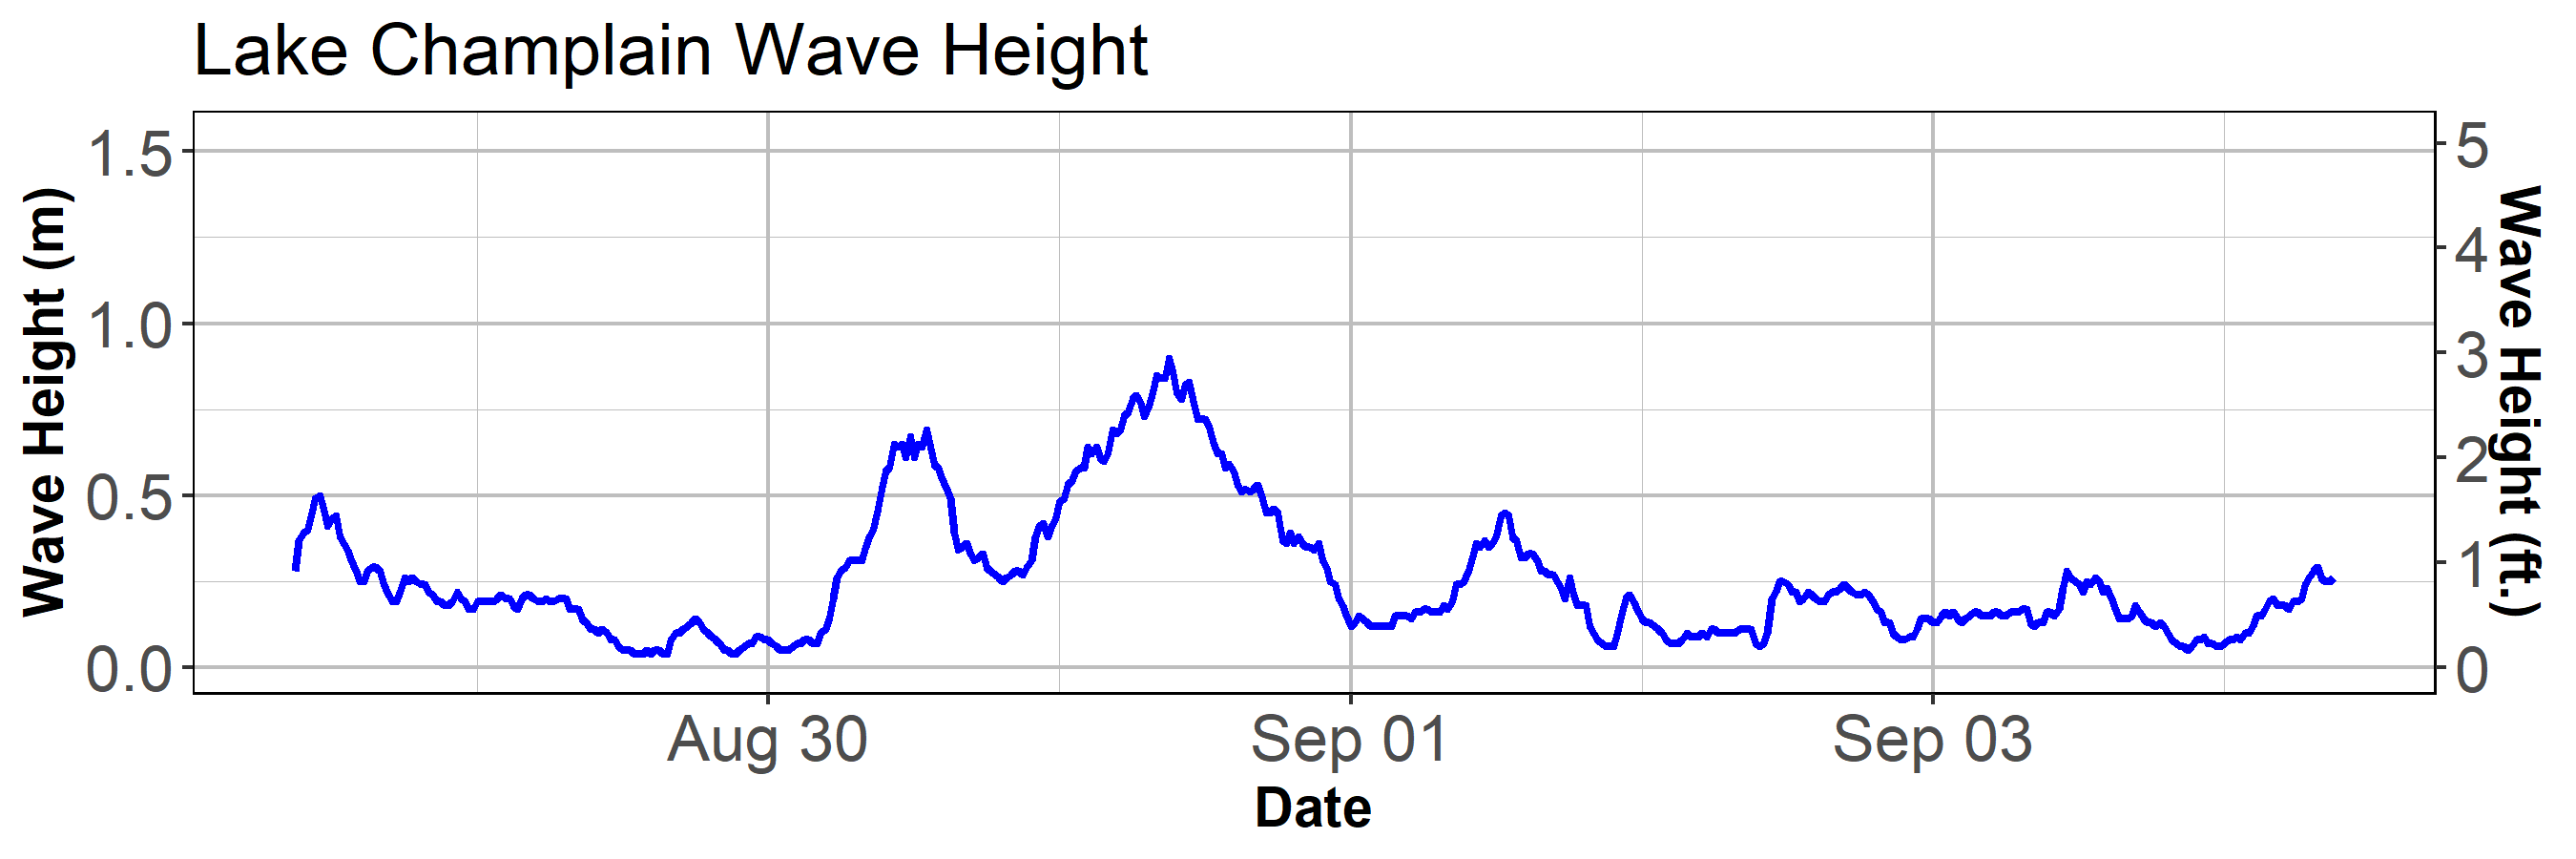 Lake Champlain Wave Height
Wave Height (m)
1.5
1.0
0.5
0.0
5
4
3
2
1
0
Wave Height (ft.)
Aug 30
Sep 01
Sep 03
Date